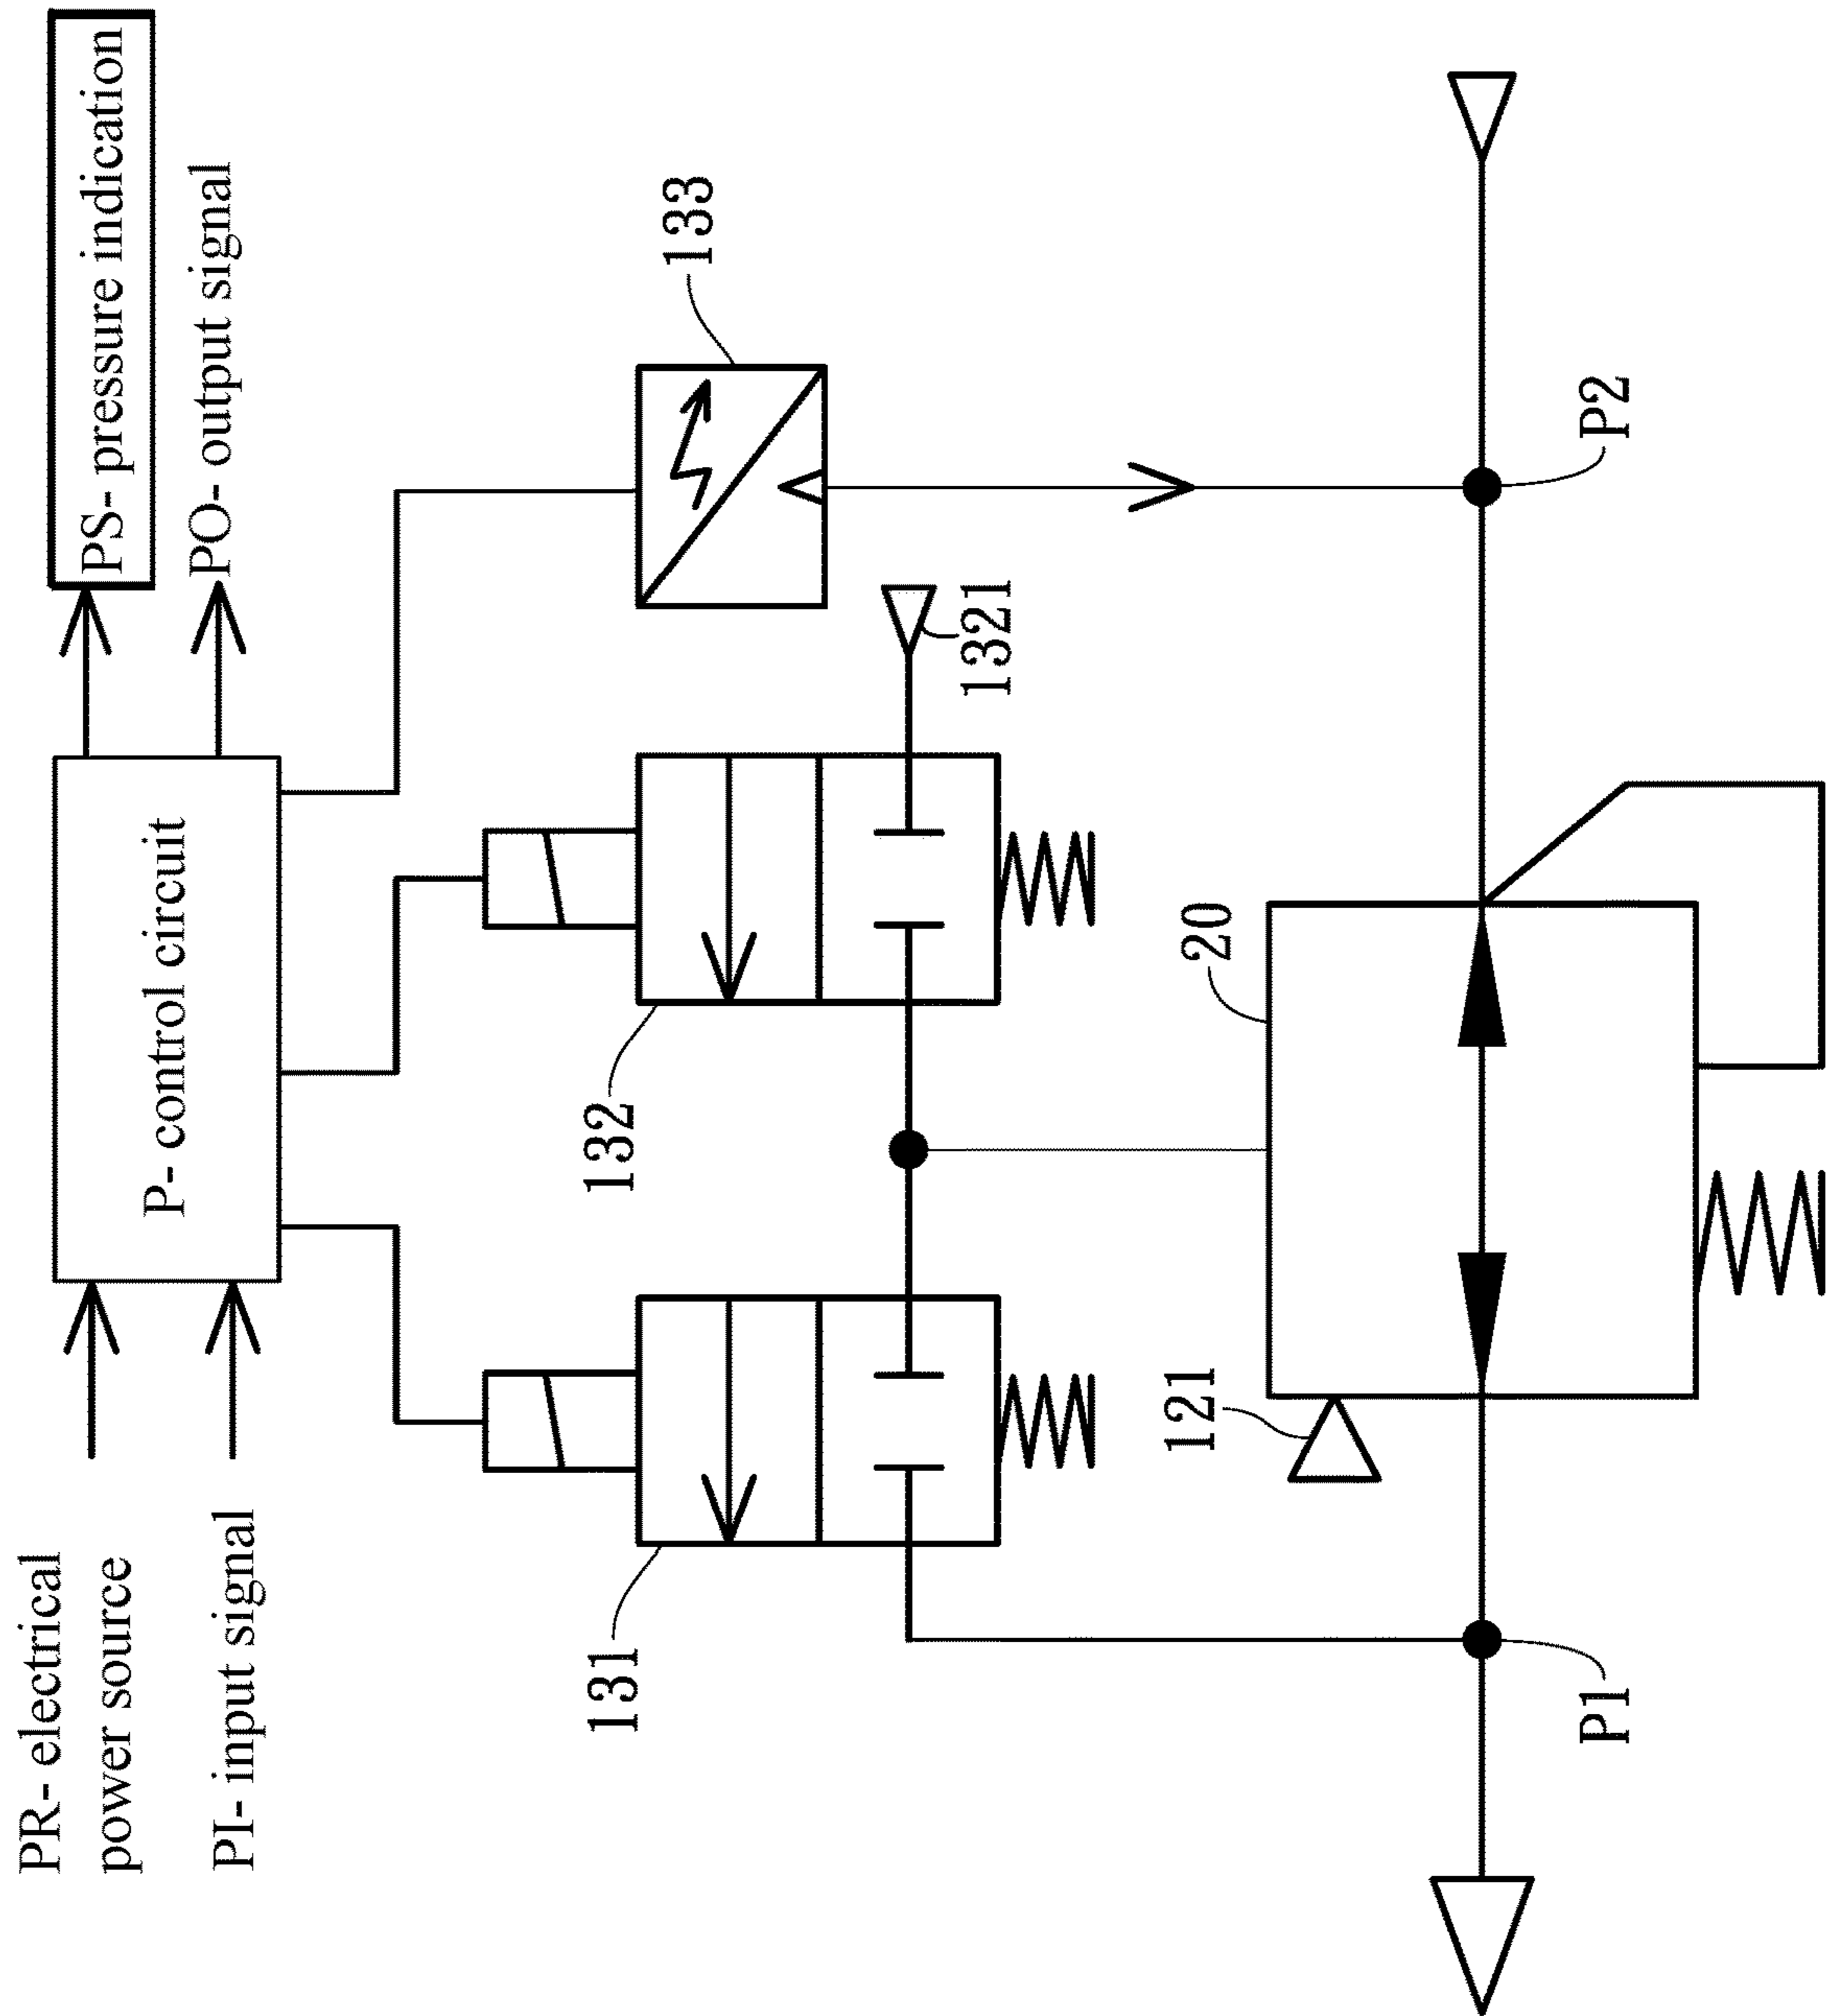 PR- electrical
power source
PI- input signal
P- control circuit
PS- pressure indication
PO- output signal
131
132
133
1321
121
20
P1
P2